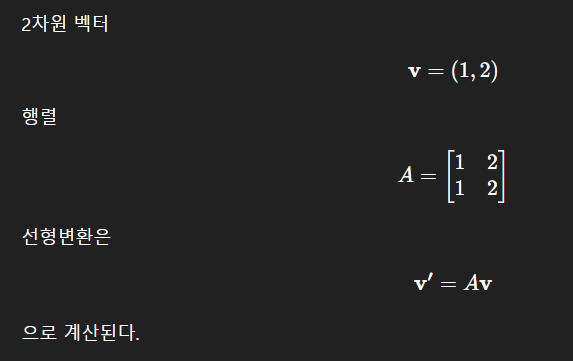 2차원 벡터
v = (1, 2)
행렬
A = [1 2
1 2]
선형변환은
v′ = Av
으로 계산된다.